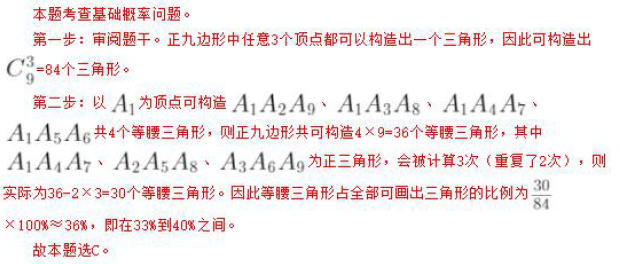 本题考查基础概率问题。
第一步：审阅题干。正九边形中任意3个顶点都可以构造出一个三角形，因此可构造出
$C_9^3$=84个三角形。
第二步：以 $A_1$ 为顶点可构造 $A_1A_2A_9$、$A_1A_3A_8$、$A_1A_4A_7$、
$A_1A_5A_6$共4个等腰三角形，则正九边形共可构造4×9=36个等腰三角形，其中
$A_1A_4A_7$、$A_2A_5A_8$、$A_3A_6A_9$为正三角形，会被计算3次（重复了2次），则
实际为36-2×3=30个等腰三角形。因此等腰三角形占全部可画出三角形的比例为$\frac{30}{84}$
×100%≈36%，即在33%到40%之间。
故本题选C。